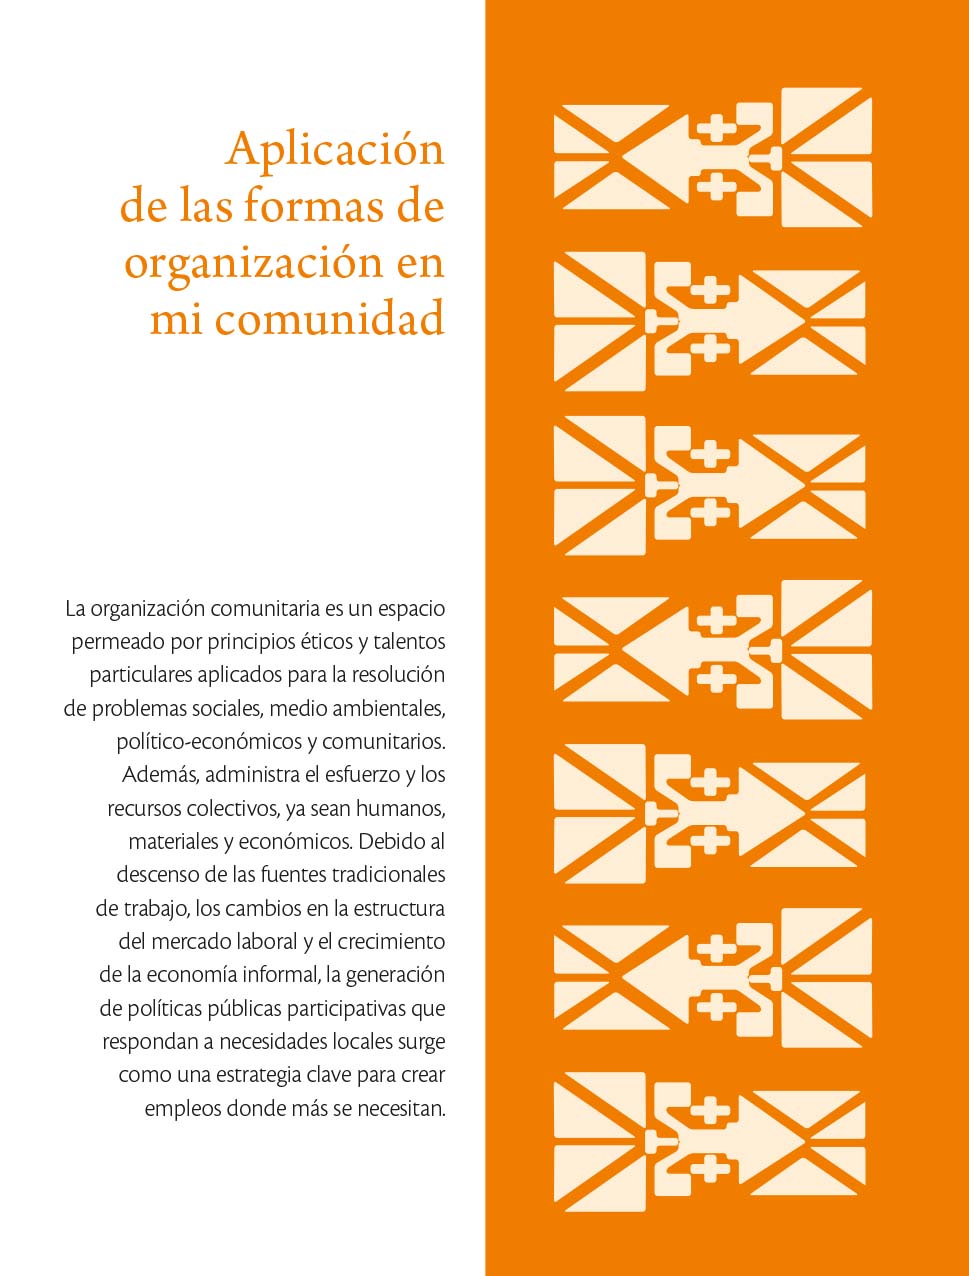 Aplicación
de las formas de
organización en
mi comunidad
La organización comunitaria es un espacio
permeado por principios éticos y talentos
particulares aplicados para la resolución
de problemas sociales, medio ambientales,
político-económicos y comunitarios.
Además, administra el esfuerzo y los
recursos colectivos, ya sean humanos,
materiales y económicos. Debido al
descenso de las fuentes tradicionales
de trabajo, los cambios en la estructura
del mercado laboral y el crecimiento
de la economía informal, la generación
de políticas públicas participativas que
respondan a necesidades locales surge
como una estrategia clave para crear
empleos donde más se necesitan.